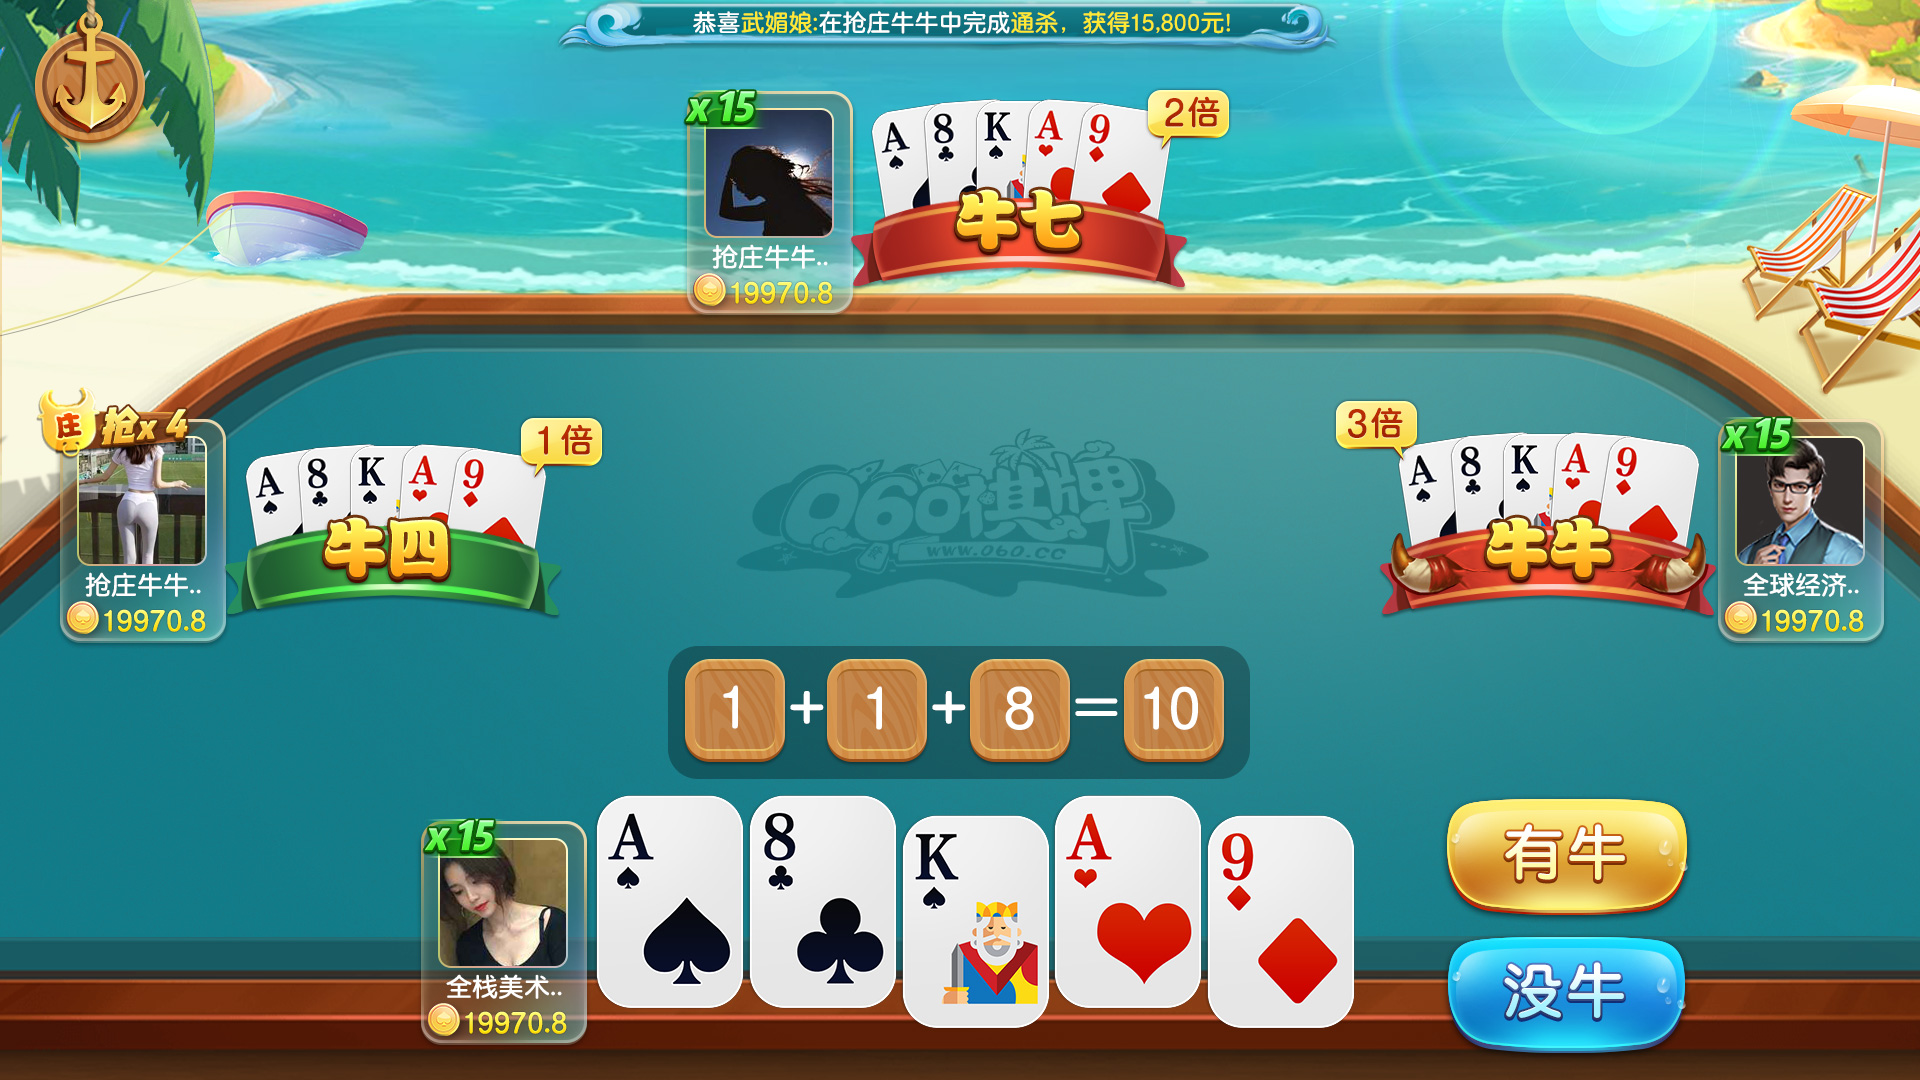 恭喜武媚娘:在抢庄牛牛中完成通杀，获得15,800元!
x 15
A 8 K A 9
2倍
牛七
抢庄牛牛..
19970.8
庄 抢x 4
A 8 K A 9
1倍
牛四
抢庄牛牛..
19970.8
060棋牌
www.060.cc
3倍
A 8 K A 9
牛牛
x 15
全球经济..
19970.8
1+1+8=10
x 15
A 8 K A 9
全栈美术..
19970.8
有牛
没牛